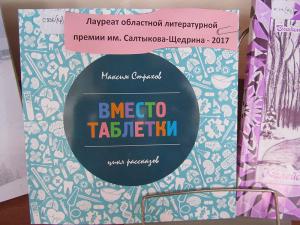 Лауреат областной литературной
премии им. Салтыкова-Щедрина - 2017
Максим Страхов
ВМЕСТО
ТАБЛЕТКИ
цикл рассказов